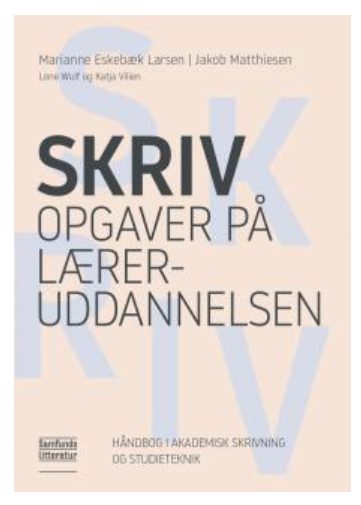 Marianne Eskebæk Larsen | Jakob Matthiesen
Lone Wulf og Katja Vilien
SKRIV
OPGAVER PÅ
LÆRER-
UDDANNELSEN
Samfunds
litteratur
HÅNDBOG I AKADEMISK SKRIVNING
OG STUDIETEKNIK
SKRIV